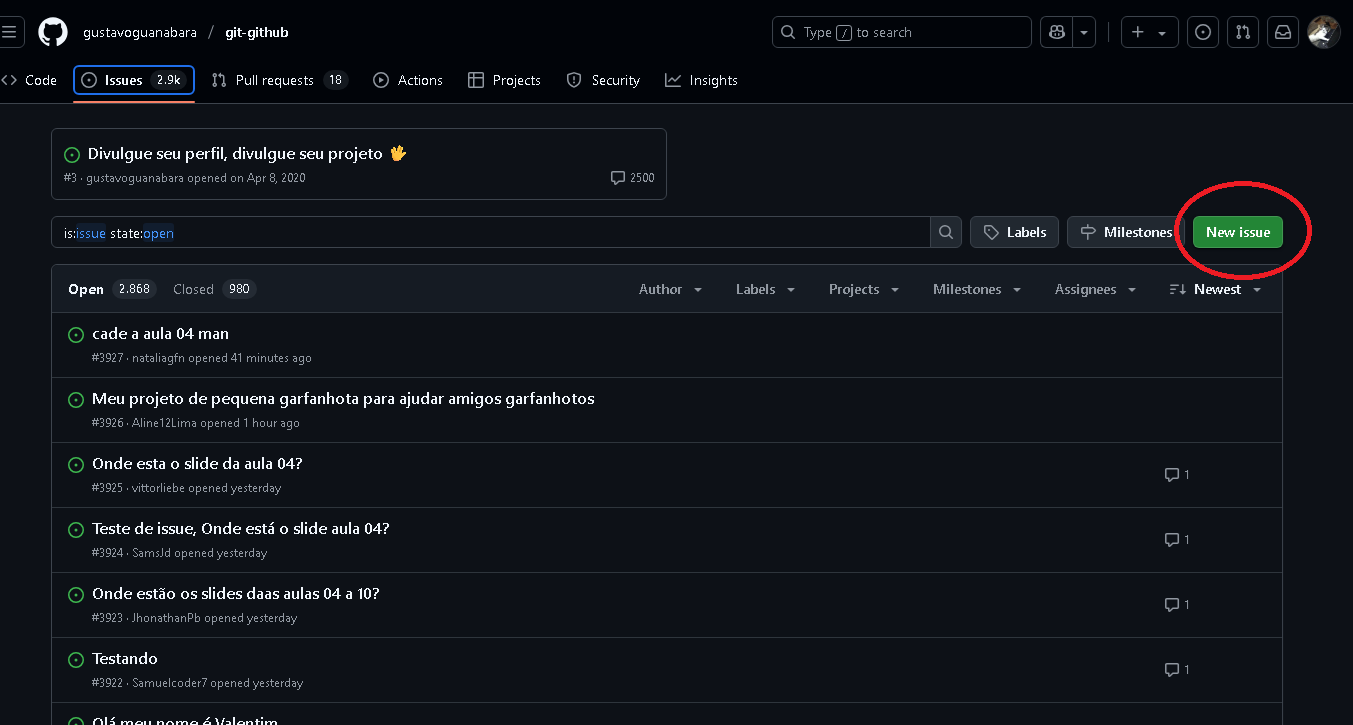 gustavoguanabara / git-github
Type / to search
Code Issues 2.9k Pull requests 18 Actions Projects Security Insights
Divulgue seu perfil, divulgue seu projeto 🖖
#3 · gustavoguanabara opened on Apr 8, 2020 2500
is:issue state:open Labels Milestones New issue
Open 2.868 Closed 980 Author Labels Projects Milestones Assignees Newest
cade a aula 04 man
#3927 · nataliagfn opened 41 minutes ago
Meu projeto de pequena garfanhota para ajudar amigos garfanhotos
#3926 · Aline12Lima opened 1 hour ago
Onde esta o slide da aula 04?
#3925 · vittorliebe opened yesterday 1
Teste de issue, Onde está o slide aula 04?
#3924 · SamsJd opened yesterday 1
Onde estão os slides daas aulas 04 a 10?
#3923 · JhonathanPb opened yesterday 1
Testando
#3922 · Samuelcoder7 opened yesterday 1
Olá meu nome é Valentim